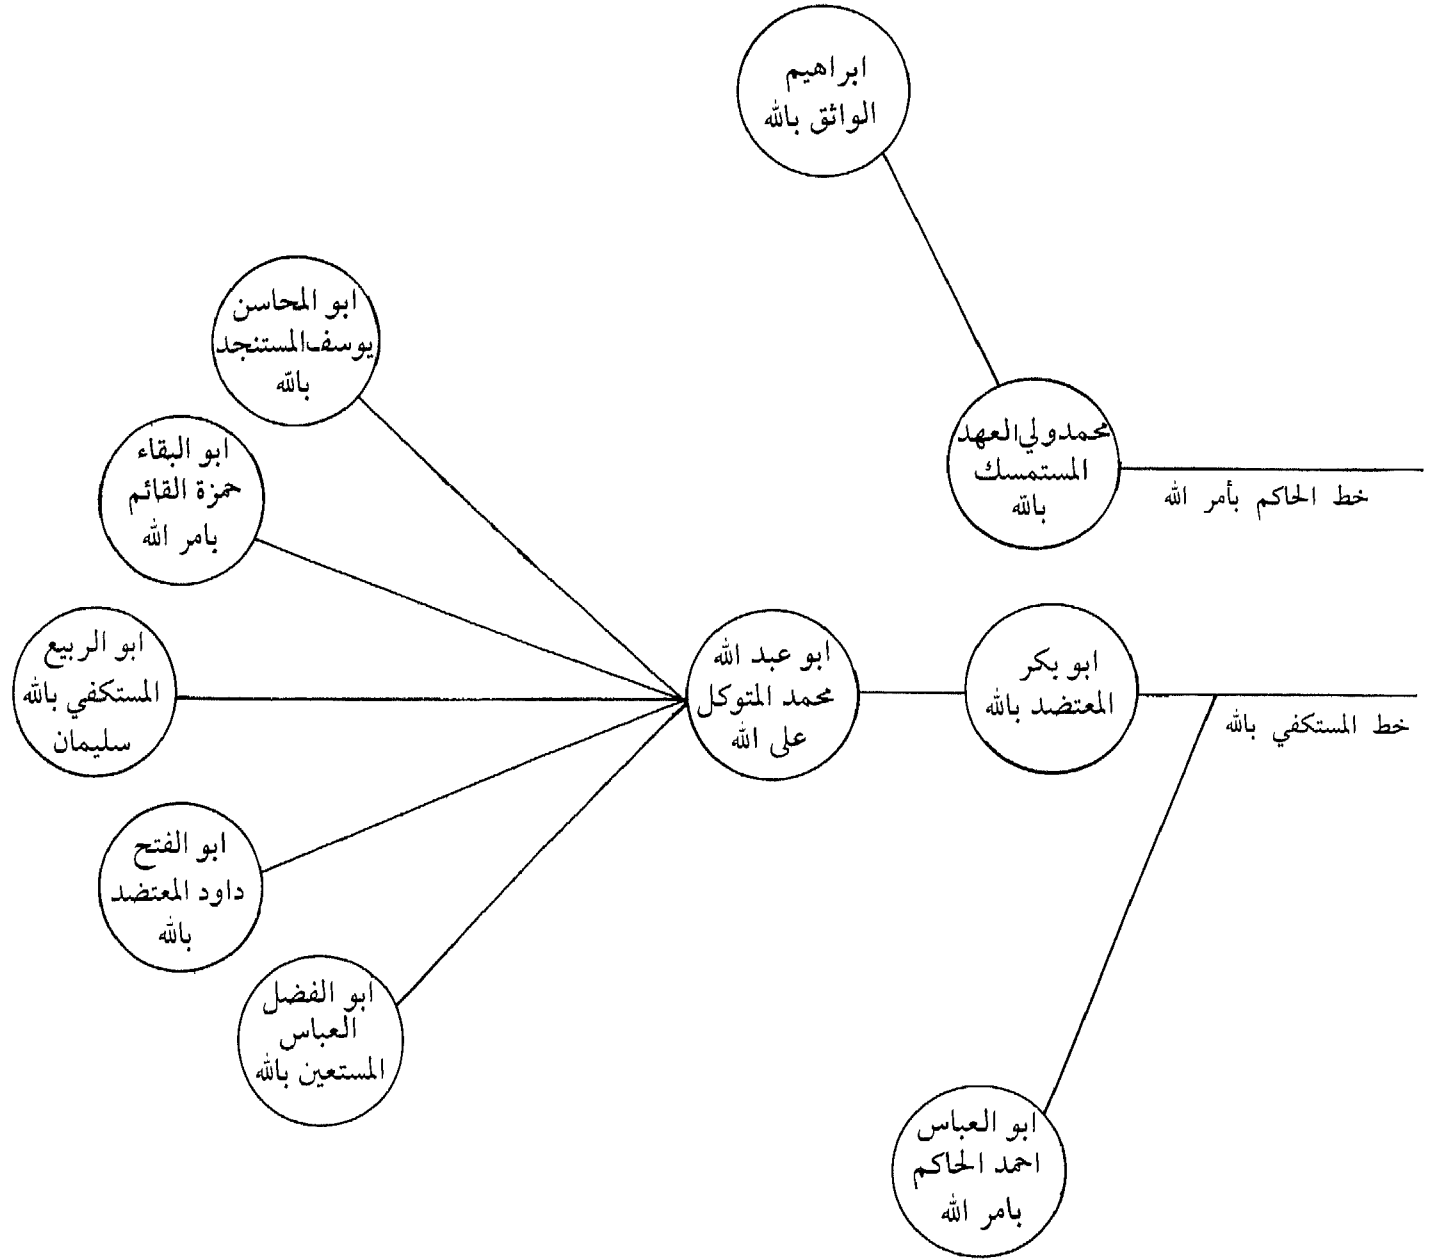 ابراهيم
الواثق بالله
محمدولي العهد
المستمسك
بالله
خط الحاكم بأمر الله
ابو المحاسن
يوسف المستنجد
بالله
ابو البقاء
حمزة القائم
بامر الله
ابو الربيع
المستكفي بالله
سليمان
ابو عبد الله
محمد المتوكل
على الله
ابو بكر
المعتضد بالله
خط المستكفي بالله
ابو الفتح
داود المعتضد
بالله
ابو الفضل
العباس
المستعين بالله
ابو العباس
احمد الحاكم
بامر الله